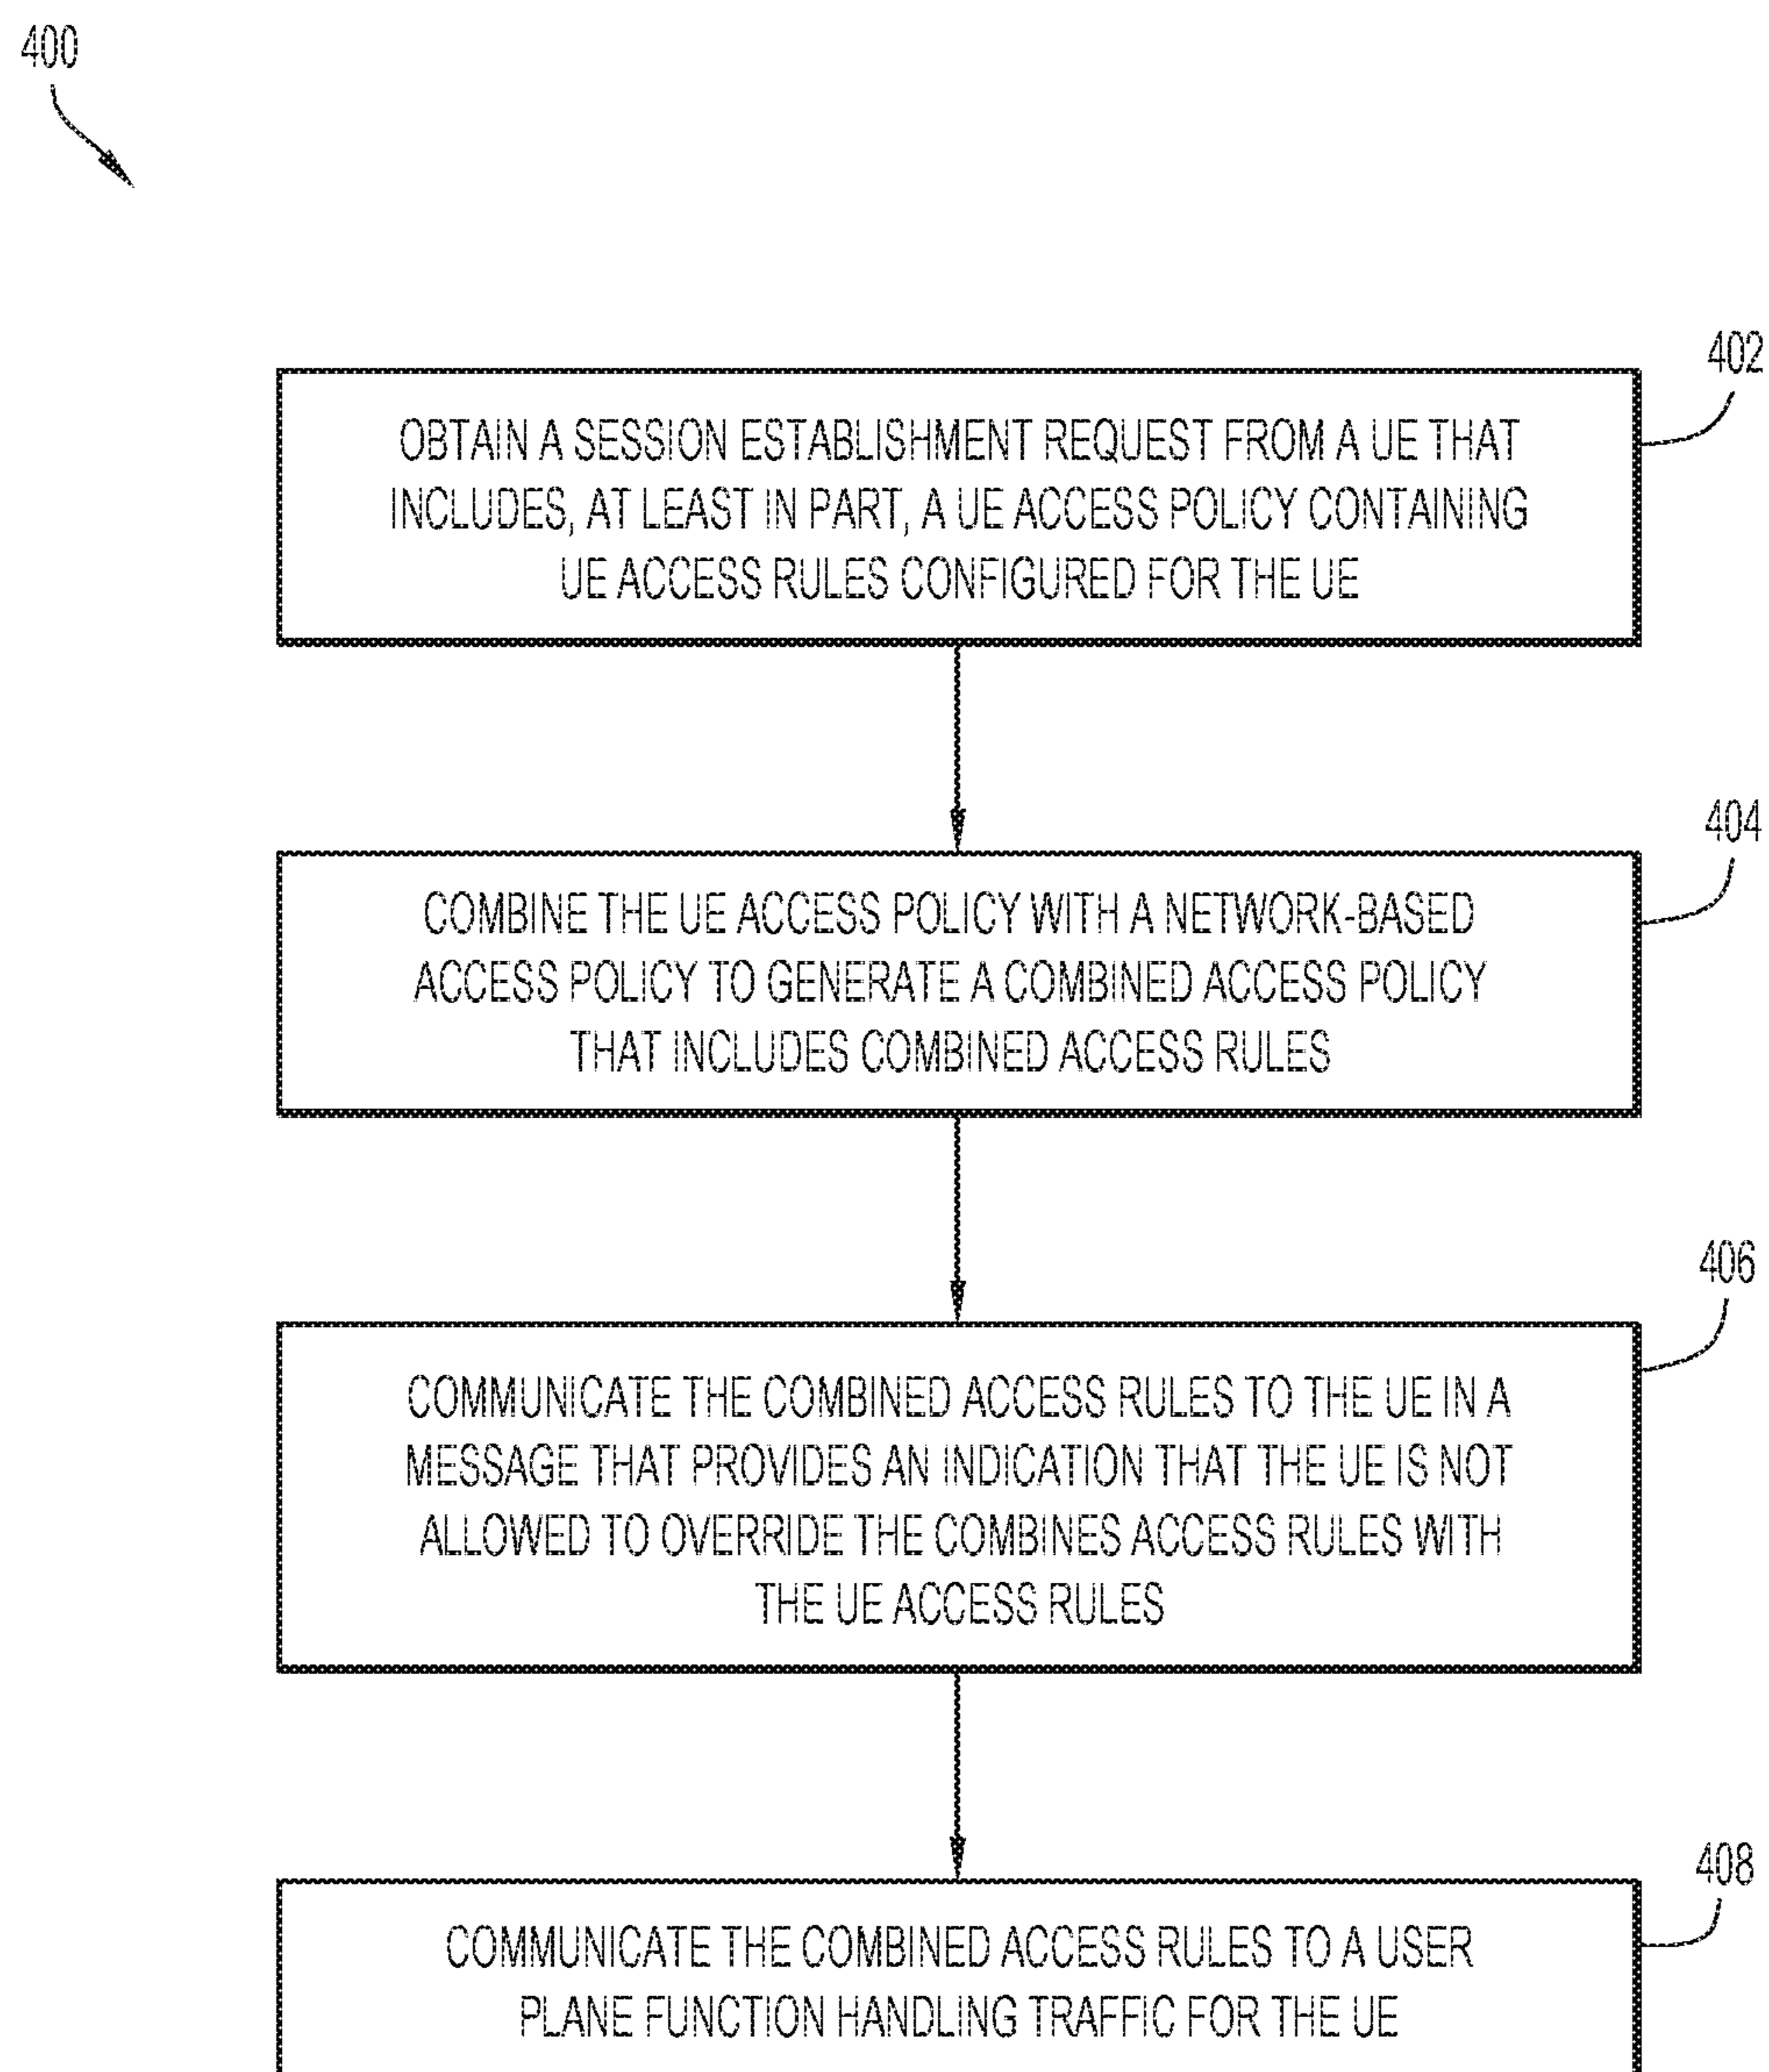 400
402
OBTAIN A SESSION ESTABLISHMENT REQUEST FROM A UE THAT
INCLUDES, AT LEAST IN PART, A UE ACCESS POLICY CONTAINING
UE ACCESS RULES CONFIGURED FOR THE UE
404
COMBINE THE UE ACCESS POLICY WITH A NETWORK-BASED
ACCESS POLICY TO GENERATE A COMBINED ACCESS POLICY
THAT INCLUDES COMBINED ACCESS RULES
406
COMMUNICATE THE COMBINED ACCESS RULES TO THE UE IN A
MESSAGE THAT PROVIDES AN INDICATION THAT THE UE IS NOT
ALLOWED TO OVERRIDE THE COMBINES ACCESS RULES WITH
THE UE ACCESS RULES
408
COMMUNICATE THE COMBINED ACCESS RULES TO A USER
PLANE FUNCTION HANDLING TRAFFIC FOR THE UE